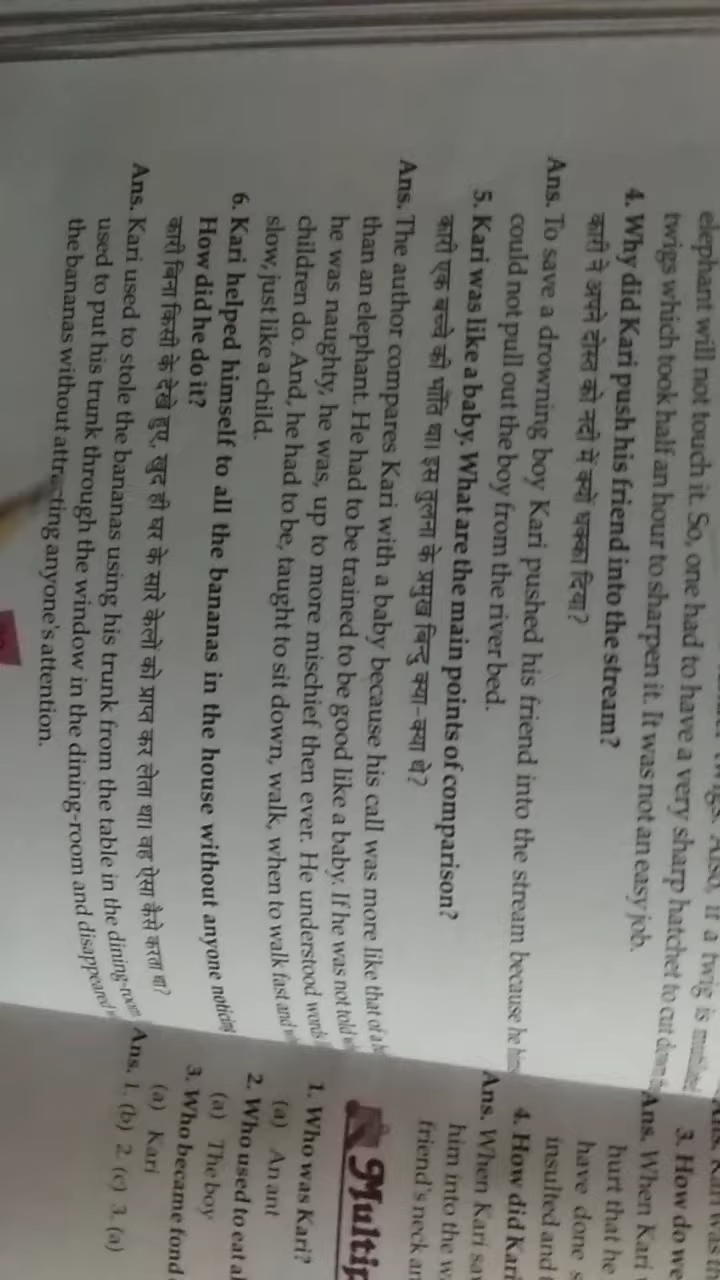 elephant will not touch it. So, one had to have a very sharp hatchet to cut down
twigs which took half an hour to sharpen it. It was not an easy job.
4. Why did Kari push his friend into the stream?
कारी ने अपने दोस्त को नदी में क्यों धक्का दिया?
Ans. To save a drowning boy Kari pushed his friend into the stream because he
could not pull out the boy from the river bed.
5. Kari was like a baby. What are the main points of comparison?
कारी एक बच्चे की भाँति था। इस तुलना के प्रमुख बिन्दु क्या-क्या थे?
Ans. The author compares Kari with a baby because his call was more like that of a
than an elephant. He had to be trained to be good like a baby. If he was not told
he was naughty, he was, up to more mischief then ever. He understood words
children do. And, he had to be, taught to sit down, walk, when to walk fast and
slow, just like a child.
6. Kari helped himself to all the bananas in the house without anyone noticing
How did he do it?
कारी बिना किसी के देखे हुए, खुद ही घर के सारे केलों को प्राप्त कर लेता था। वह ऐसा कैसे करता था?
Ans. Kari used to stole the bananas using his trunk from the table in the dining-room
used to put his trunk through the window in the dining-room and disappeared
the bananas without attracting anyone's attention.
3. How do we
Ans. When Kari
hurt that he
have done
insulted and
4. How did Kari
Ans. When Kari
him into the
friend's neck
Multip
1. Who was Kari?
(a) An ant
2. Who used to eat
(a) The boy
3. Who became fond
(a) Kari
Ans. 1. (b) 2. (c) 3. (a)